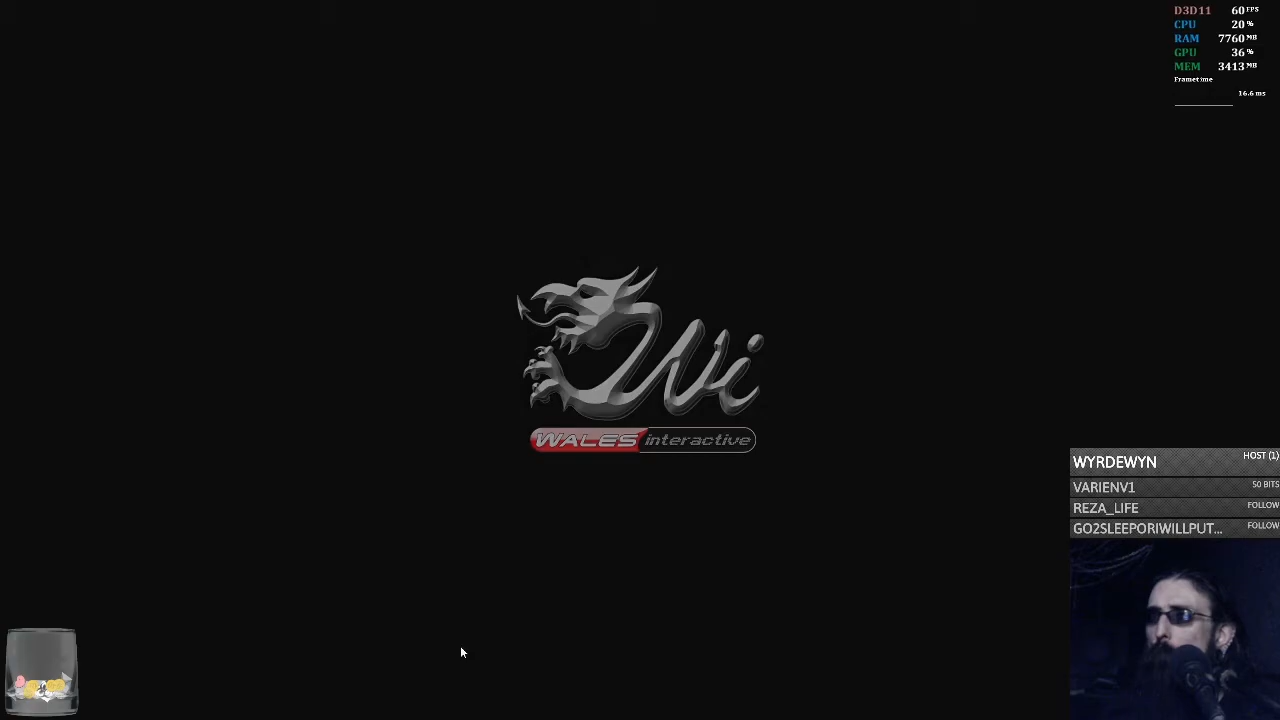 D3D11 60 FPS
CPU 20 %
RAM 7760 MB
GPU 36 %
MEM 3413 MB
Frametime
16.6 ms
Wi
WALES interactive
WYRDEWYN HOST (1)
VARIENV1 50 BITS
REZA_LIFE FOLLOW
GO2SLEEPORIWILLPUT... FOLLOW